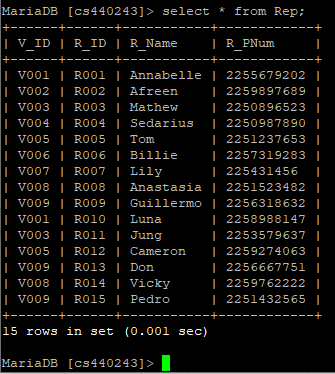 MariaDB [cs440243]> select * from Rep;
+------+------+-----------+------------+
| V_ID | R_ID | R_Name    | R_PNum     |
+------+------+-----------+------------+
| V001 | R001 | Annabelle | 2255679202 |
| V002 | R002 | Afreen    | 2259897689 |
| V003 | R003 | Mathew    | 2250896523 |
| V004 | R004 | Sedarius  | 2250987890 |
| V005 | R005 | Tom       | 2251237653 |
| V006 | R006 | Billie    | 2257319283 |
| V007 | R007 | Lily      | 225431456  |
| V008 | R008 | Anastasia | 2251523482 |
| V009 | R009 | Guillermo | 2256318632 |
| V001 | R010 | Luna      | 2258988147 |
| V003 | R011 | Jung      | 2253579637 |
| V005 | R012 | Cameron   | 2259274063 |
| V009 | R013 | Don       | 2256667751 |
| V008 | R014 | Vicky     | 2259762222 |
| V009 | R015 | Pedro     | 2251432565 |
+------+------+-----------+------------+
15 rows in set (0.001 sec)
MariaDB [cs440243]>